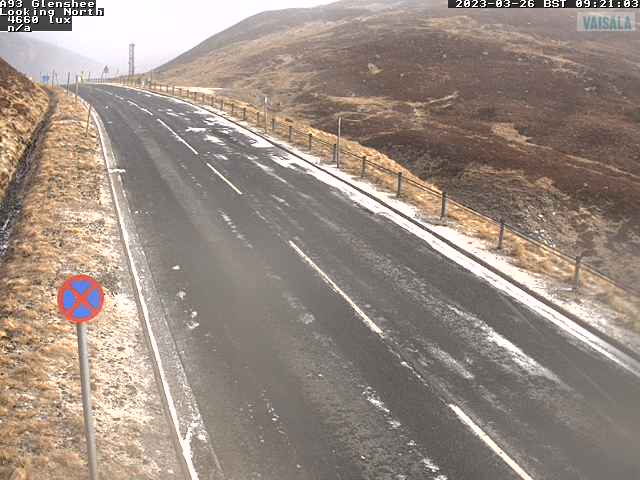 A93 Glenshee
Looking North
4660 lux
n/a
2023-03-26 BST 09:21:03
VAISALA